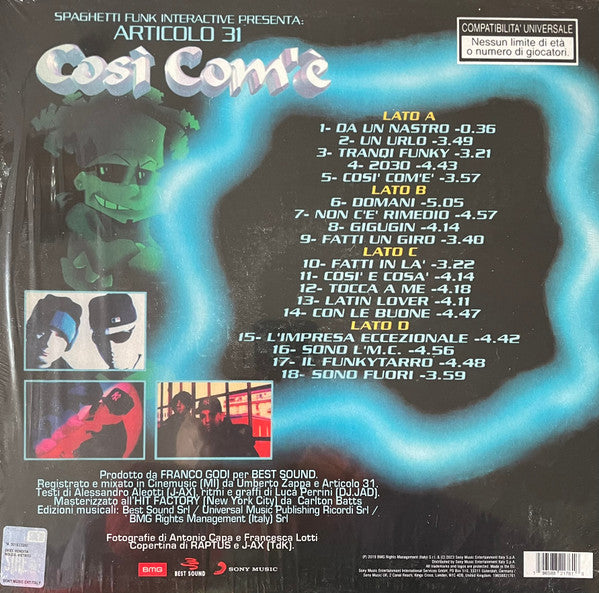 SPAGHETTI FUNK INTERACTIVE PRESENTA:
ARTICOLO 31
Così Com'è
COMPATIBILITA' UNIVERSALE
Nessun limite di età
o numero di giocatori.
LATO A
1- DA UN NASTRO -0.36
2- UN URLO -3.49
3- TRANQI FUNKY -3.21
4- 2030 -4.43
5- COSI' COM'E' -3.57
LATO B
6- DOMANI -5.05
7- NON C'E' RIMEDIO -4.57
8- GIGUGIN -4.14
9- FATTI UN GIRO -3.40
LATO C
10- FATTI IN LA' -3.22
11- COSI' E COSA' -4.14
12- TOCCA A ME -4.18
13- LATIN LOVER -4.11
14- CON LE BUONE -4.47
LATO D
15- L'IMPRESA ECCEZIONALE -4.42
16- SONO L'M.C. -4.56
17- IL FUNKYTARRO -4.48
18- SONO FUORI -3.59
Prodotto da FRANCO GODI per BEST SOUND.
Registrato e mixato in Cinemusic (MI) da Umberto Zappa e Articolo 31.
Testi di Alessandro Aleotti (J-AX), ritmi e graffi di Luca Perrini (DJ.JAD).
Masterizzato all'HIT FACTORY (New York City) da Carlton Batts
Edizioni musicali: Best Sound Srl / Universal Music Publishing Ricordi Srl /
BMG Rights Management (Italy) Srl
Fotografie di Antonio Capa e Francesca Lotti
Copertina di RAPTUS e J-AX (TdK).
BMG
BEST SOUND
SONY MUSIC